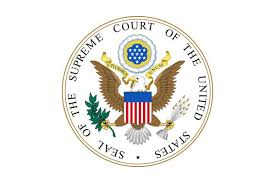 SEAL OF THE SUPREME COURT OF THE UNITED STATES